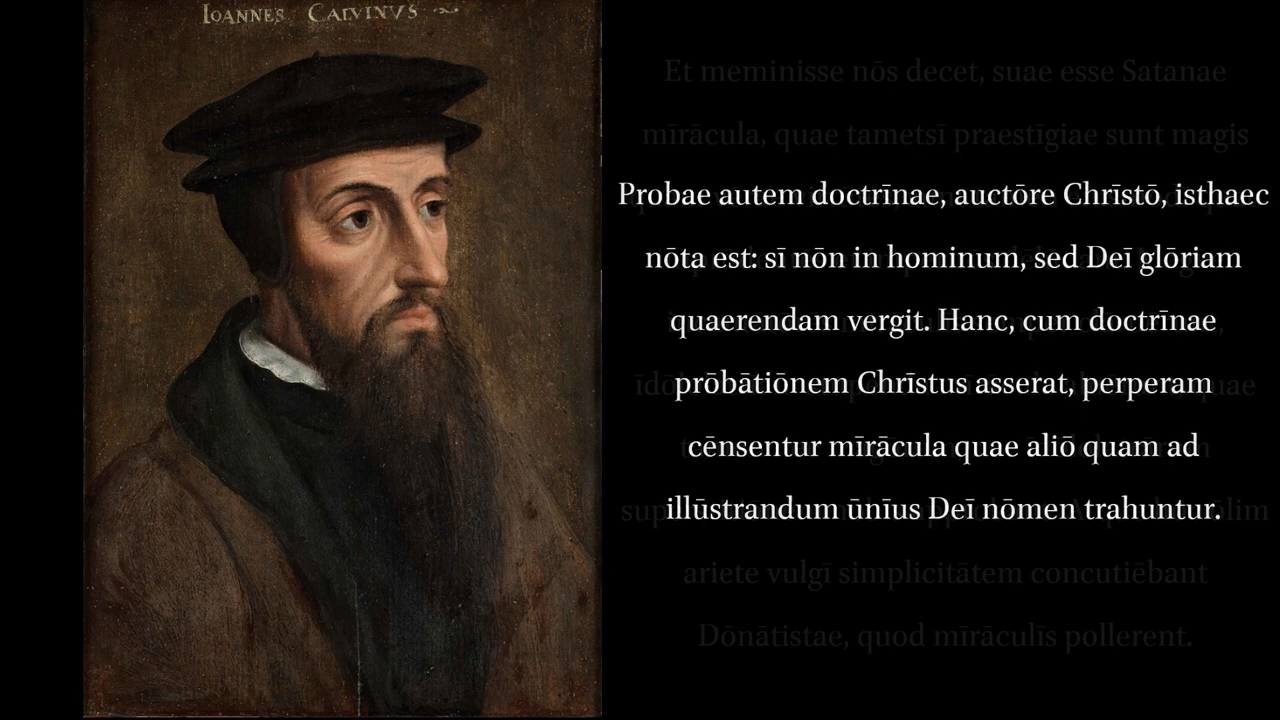 IOANNES CALVINVS
Et meminisse nōs decet, suae esse Satanae
mīrācula, quae tametsī praestīgiae sunt magis
Probae autem doctrīnae, auctōre Chrīstō, isthaec
nōta est: sī nōn in hominum, sed Deī glōriam
quaerendam vergit. Hanc, cum doctrīnae
prōbātiōnem Chrīstus asserat, perperam
cēnsentur mīrācula quae aliō quam ad
illūstrandum ūnīus Deī nōmen trahuntur.
ariete vulgī simplicitātem concutiēbant
Dōnātistae, quod mīrāculīs pollerent.